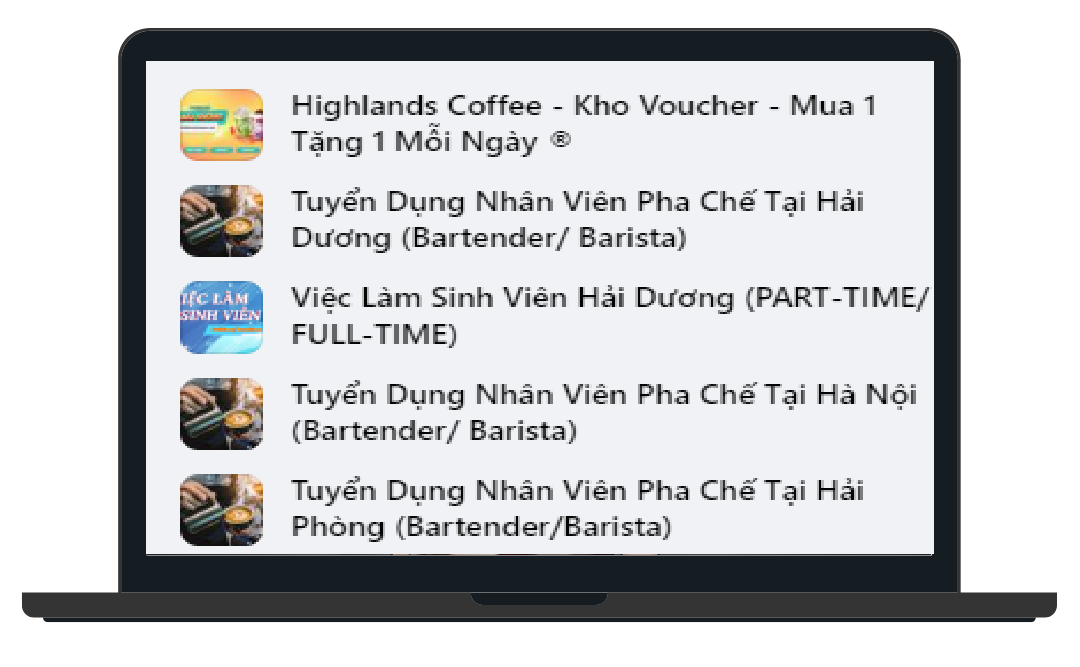 Highlands Coffee - Kho Voucher - Mua 1
Tặng 1 Mỗi Ngày ®
Tuyển Dụng Nhân Viên Pha Chế Tại Hải
Dương (Bartender/ Barista)
IỆC LÀM
SINH VIÊN
Việc Làm Sinh Viên Hải Dương (PART-TIME/
FULL-TIME)
Tuyển Dụng Nhân Viên Pha Chế Tại Hà Nội
(Bartender/ Barista)
Tuyển Dụng Nhân Viên Pha Chế Tại Hải
Phòng (Bartender/Barista)